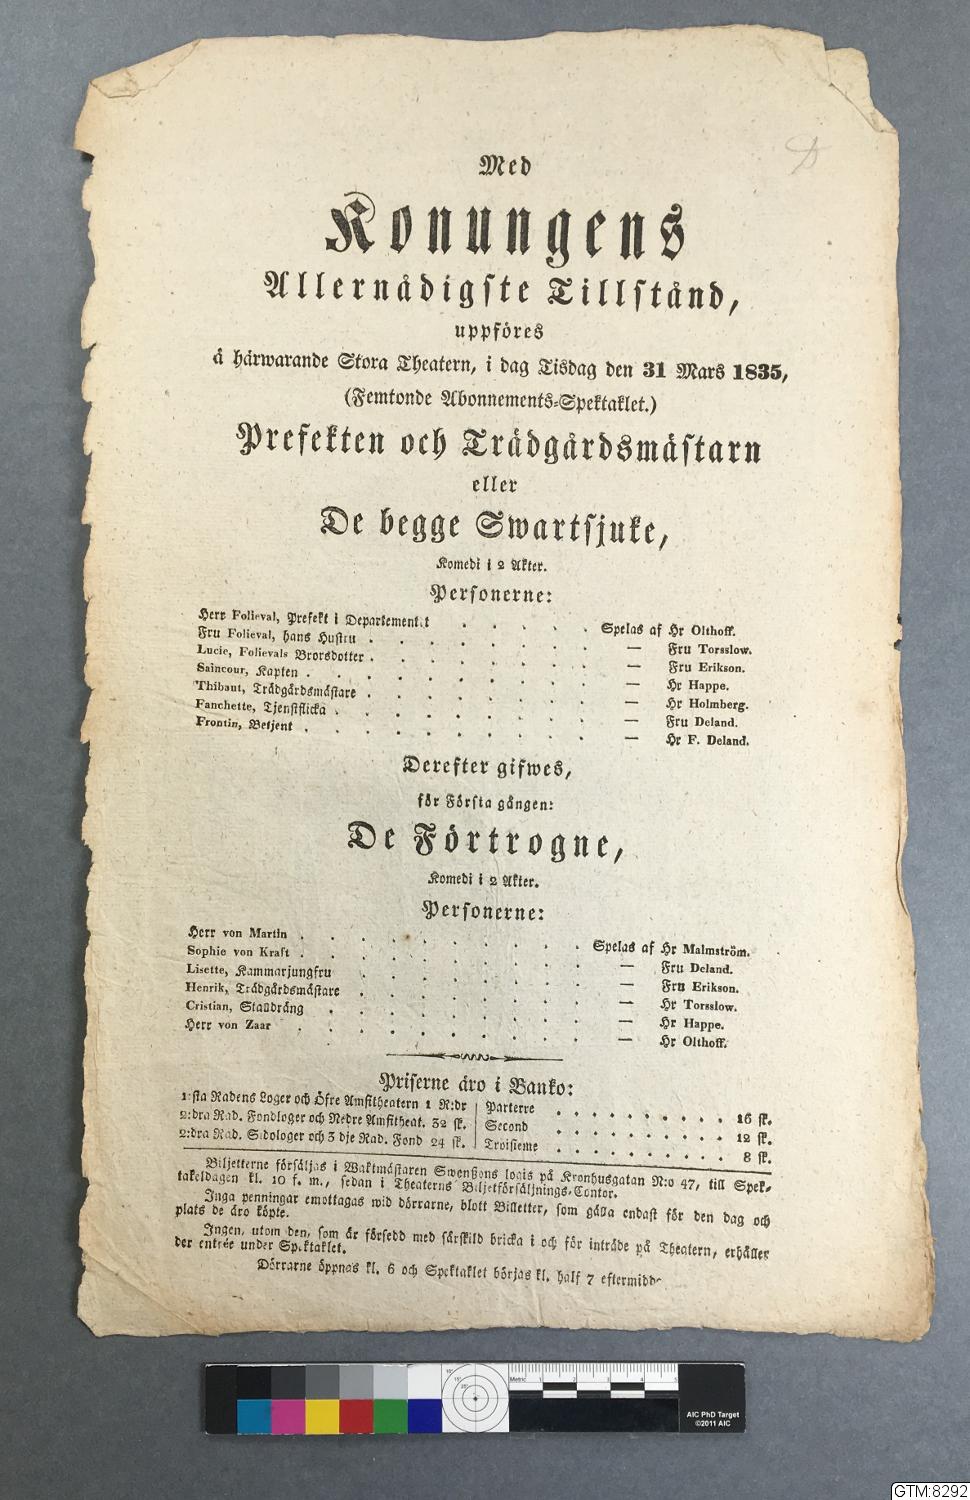 Med
Konungens
Allernådigste Tillstånd,
uppföres
å härwarande Stora Theatern, i dag Tisdag den 31 Mars 1835,
(Femtonde Abonnements-Spektaklet.)
Prefekten och Trädgårdsmästarn
eller
De begge Swartsjuke,
Komedi i 2 Akter.
Personerne:
Herr Folieval, Prefekt i Departementet . . . . . Spelas af Hr Olthoff.
Fru Folieval, hans Hustru . . . . . . . — Fru Torsslow.
Lucie, Folievals Brorsdotter . . . . . . . — Fru Erikson.
Saincour, Kapten . . . . . . . . — Hr Happe.
Thibaut, Trädgårdsmästare . . . . . . . — Hr Holmberg.
Fanchette, Tjenstflicka . . . . . . . . — Fru Deland.
Frontin, Betjent . . . . . . . . — Hr F. Deland.
Derefter gifwes,
för Första gången:
De Förtrogne,
Komedi i 2 Akter.
Personerne:
Herr von Martin . . . . . . . . Spelas af Hr Malmström.
Sophie von Kraft . . . . . . . . — Fru Deland.
Lisette, Kammarjungfru . . . . . . . — Fru Erikson.
Henrik, Trädgårdsmästare . . . . . . . — Hr Torsslow.
Cristian, Stalldräng . . . . . . . . — Hr Happe.
Herr von Zaar . . . . . . . . — Hr Olthoff.
Priserne äro i Banko:
1:sta Radens Loger och Öfre Amfitheatern 1 R:dr
2:dra Rad. Fondloger och Nedre Amfitheat. 32 sk.
2:dra Rad. Sidologer och 3 dje Rad. Fond 24 sk.
Parterre . . . . . . . . 16 sk.
Second . . . . . . . . 12 sk.
Troisieme . . . . . . . . 8 sk.
Biljetterne försäljas i Waktmästaren Swenßons logis på Kronhusgatan N:o 47, till Spek-
takeldagen kl. 10 f. m., sedan i Theaterns Biljetförsäljnings-Contor.
Inga penningar emottagas wid dörrarne, blott Billetter, som gälla endast för den dag och
plats de äro köpte.
Ingen, utom den, som är försedd med särskild bricka i och för inträde på Theatern, erhåller
der entrée under Spektaklet.
Dörrarne öppnas kl. 6 och Spektaklet börjas kl. half 7 eftermidd
Metric 1 2 3 4 5
AIC PhD Target
©2011 AIC
GTM:8292